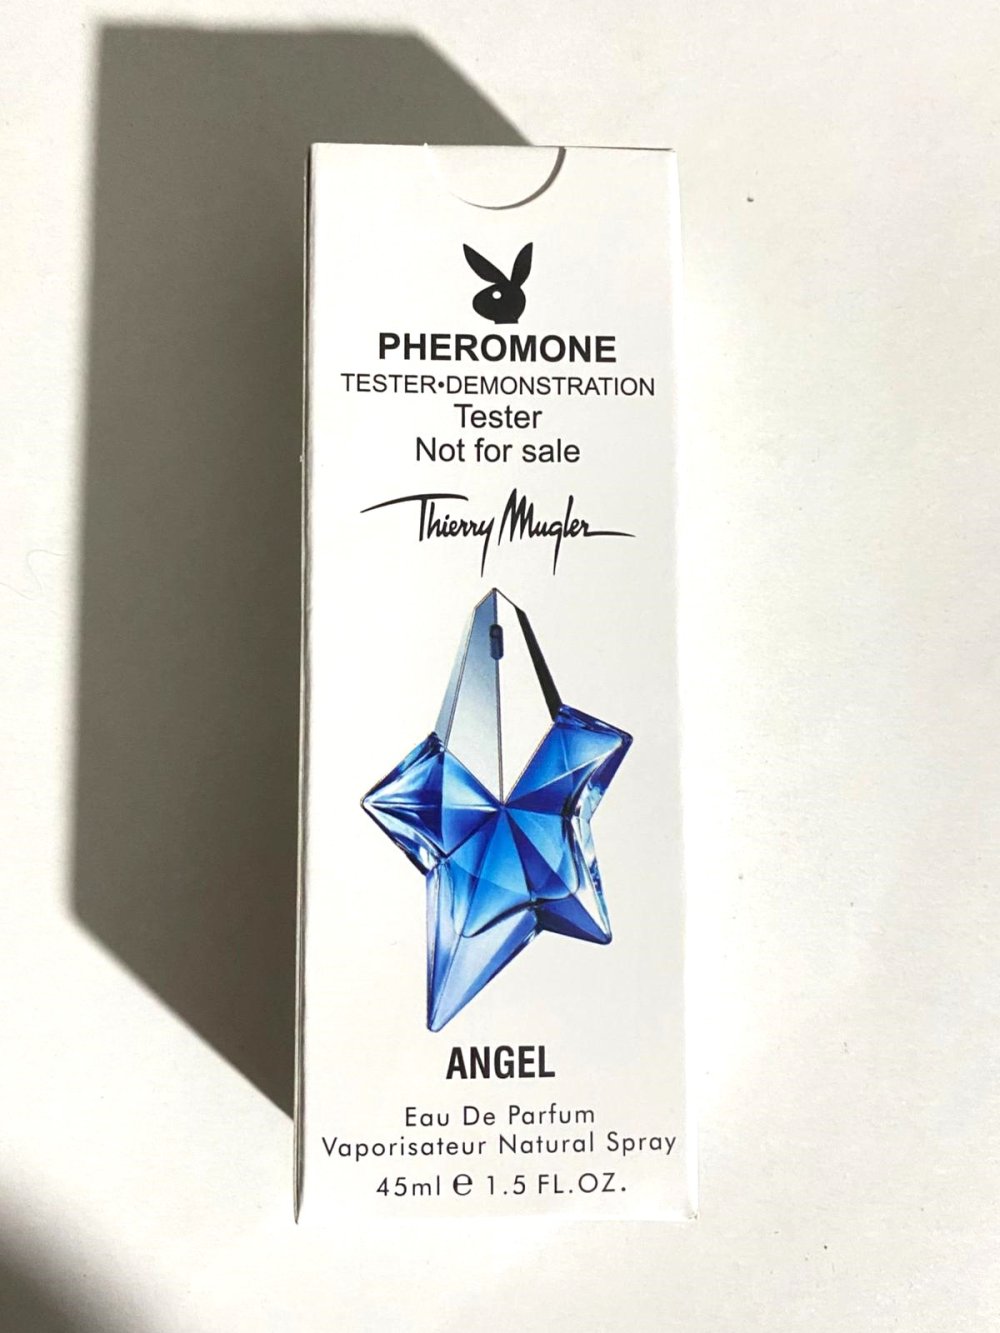 PHEROMONE
TESTER•DEMONSTRATION
Tester
Not for sale
Thierry Mugler
ANGEL
Eau De Parfum
Vaporisateur Natural Spray
45ml ℮ 1.5 FL.OZ.